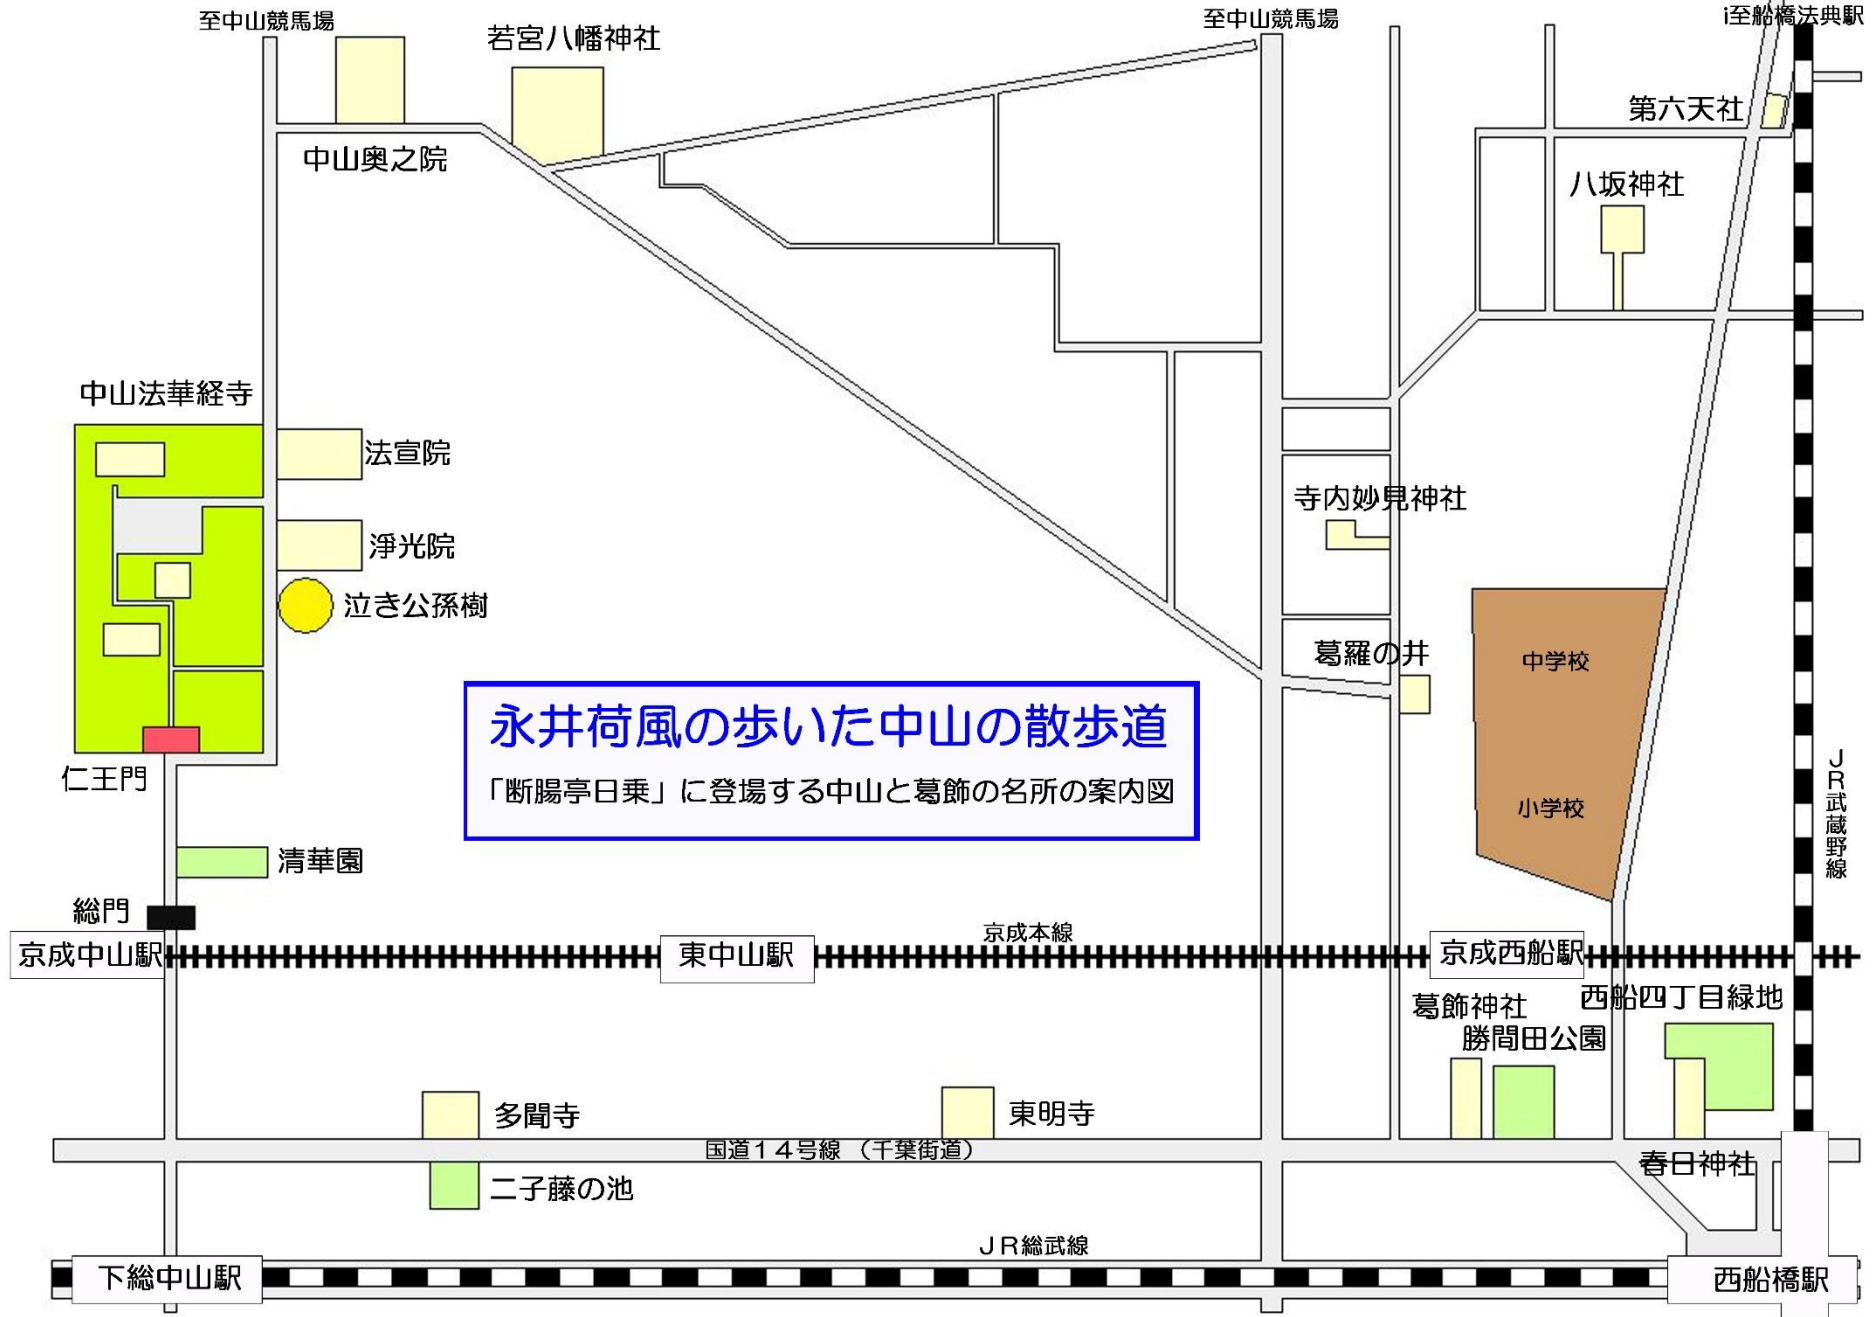 至中山競馬場
至中山競馬場
i至船橋法典駅
若宮八幡神社
中山奥之院
第六天社
八坂神社
中山法華経寺
法宣院
寺内妙見神社
淨光院
泣き公孫樹
葛羅の井
中学校
永井荷風の歩いた中山の散歩道
「断腸亭日乗」に登場する中山と葛飾の名所の案内図
仁王門
小学校
JR武蔵野線
清華園
総門
京成中山駅
東中山駅
京成本線
京成西船駅
葛飾神社
西船四丁目緑地
勝間田公園
多聞寺
東明寺
国道14号線 (千葉街道)
春日神社
二子藤の池
JR総武線
下総中山駅
西船橋駅